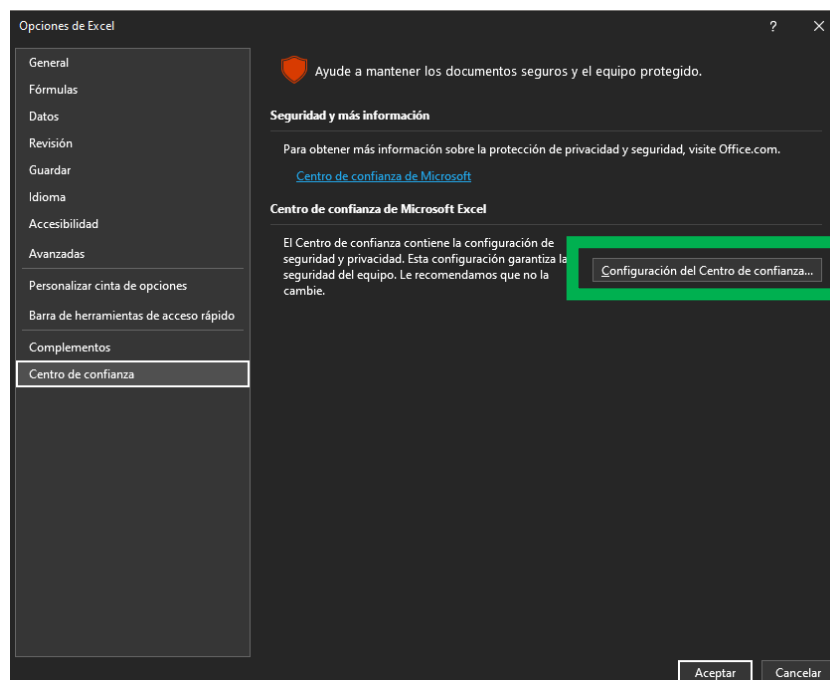 Opciones de Excel
?
General
Fórmulas
Datos
Revisión
Guardar
Idioma
Accesibilidad
Avanzadas
Personalizar cinta de opciones
Barra de herramientas de acceso rápido
Complementos
Centro de confianza
Ayude a mantener los documentos seguros y el equipo protegido.
Seguridad y más información
Para obtener más información sobre la protección de privacidad y seguridad, visite Office.com.
Centro de confianza de Microsoft
Centro de confianza de Microsoft Excel
El Centro de confianza contiene la configuración de
seguridad y privacidad. Esta configuración garantiza la
seguridad del equipo. Le recomendamos que no la
cambie.
Configuración del Centro de confianza...
Aceptar
Cancelar